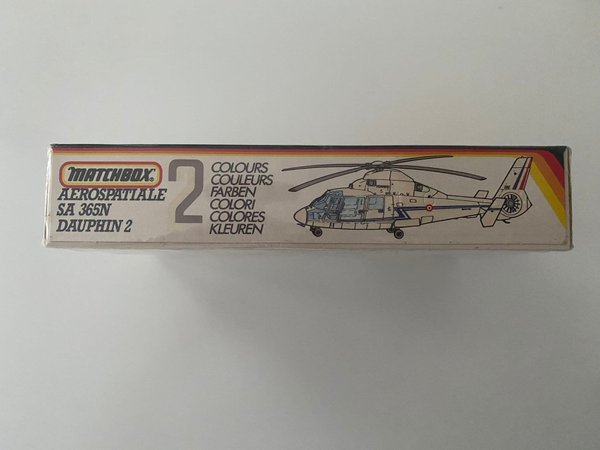 MATCHBOX
AEROSPATIALE
SA 365N
DAUPHIN 2
2
COLOURS
COULEURS
FARBEN
COLORI
COLORES
KLEUREN